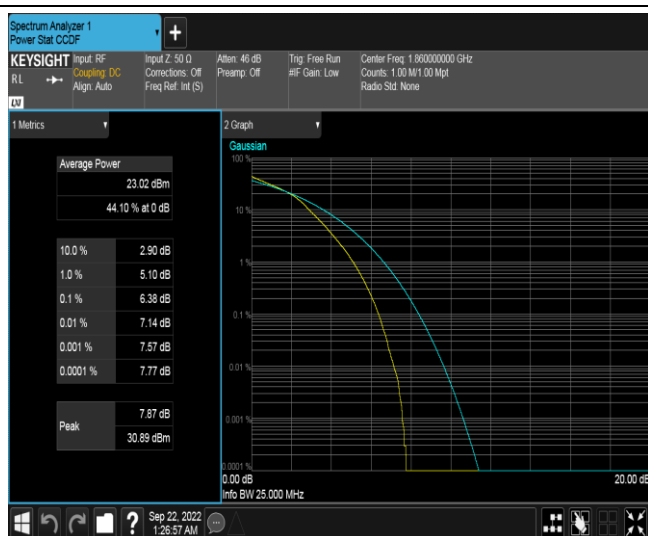 Spectrum Analyzer 1
Power Stat CCDF
+
KEYSIGHT Input: RF Input Z: 50 Ω Atten: 46 dB Trig: Free Run Center Freq: 1.860000000 GHz
RL Coupling: DC Corrections: Off Preamp: Off #IF Gain: Low Counts: 1.00 M/1.00 Mpt
Align: Auto Freq Ref: Int (S) Radio Std: None
LXI
1 Metrics
Average Power
23.02 dBm
44.10 % at 0 dB
10.0 % 2.90 dB
1.0 % 5.10 dB
0.1 % 6.38 dB
0.01 % 7.14 dB
0.001 % 7.57 dB
0.0001 % 7.77 dB
Peak 7.87 dB
30.89 dBm
2 Graph
Gaussian
100 %
10 %
1 %
0.1 %
0.01 %
0.001 %
0.0001 %
0.00 dB 20.00 dB
Info BW 25.000 MHz
? Sep 22, 2022
1:26:57 AM